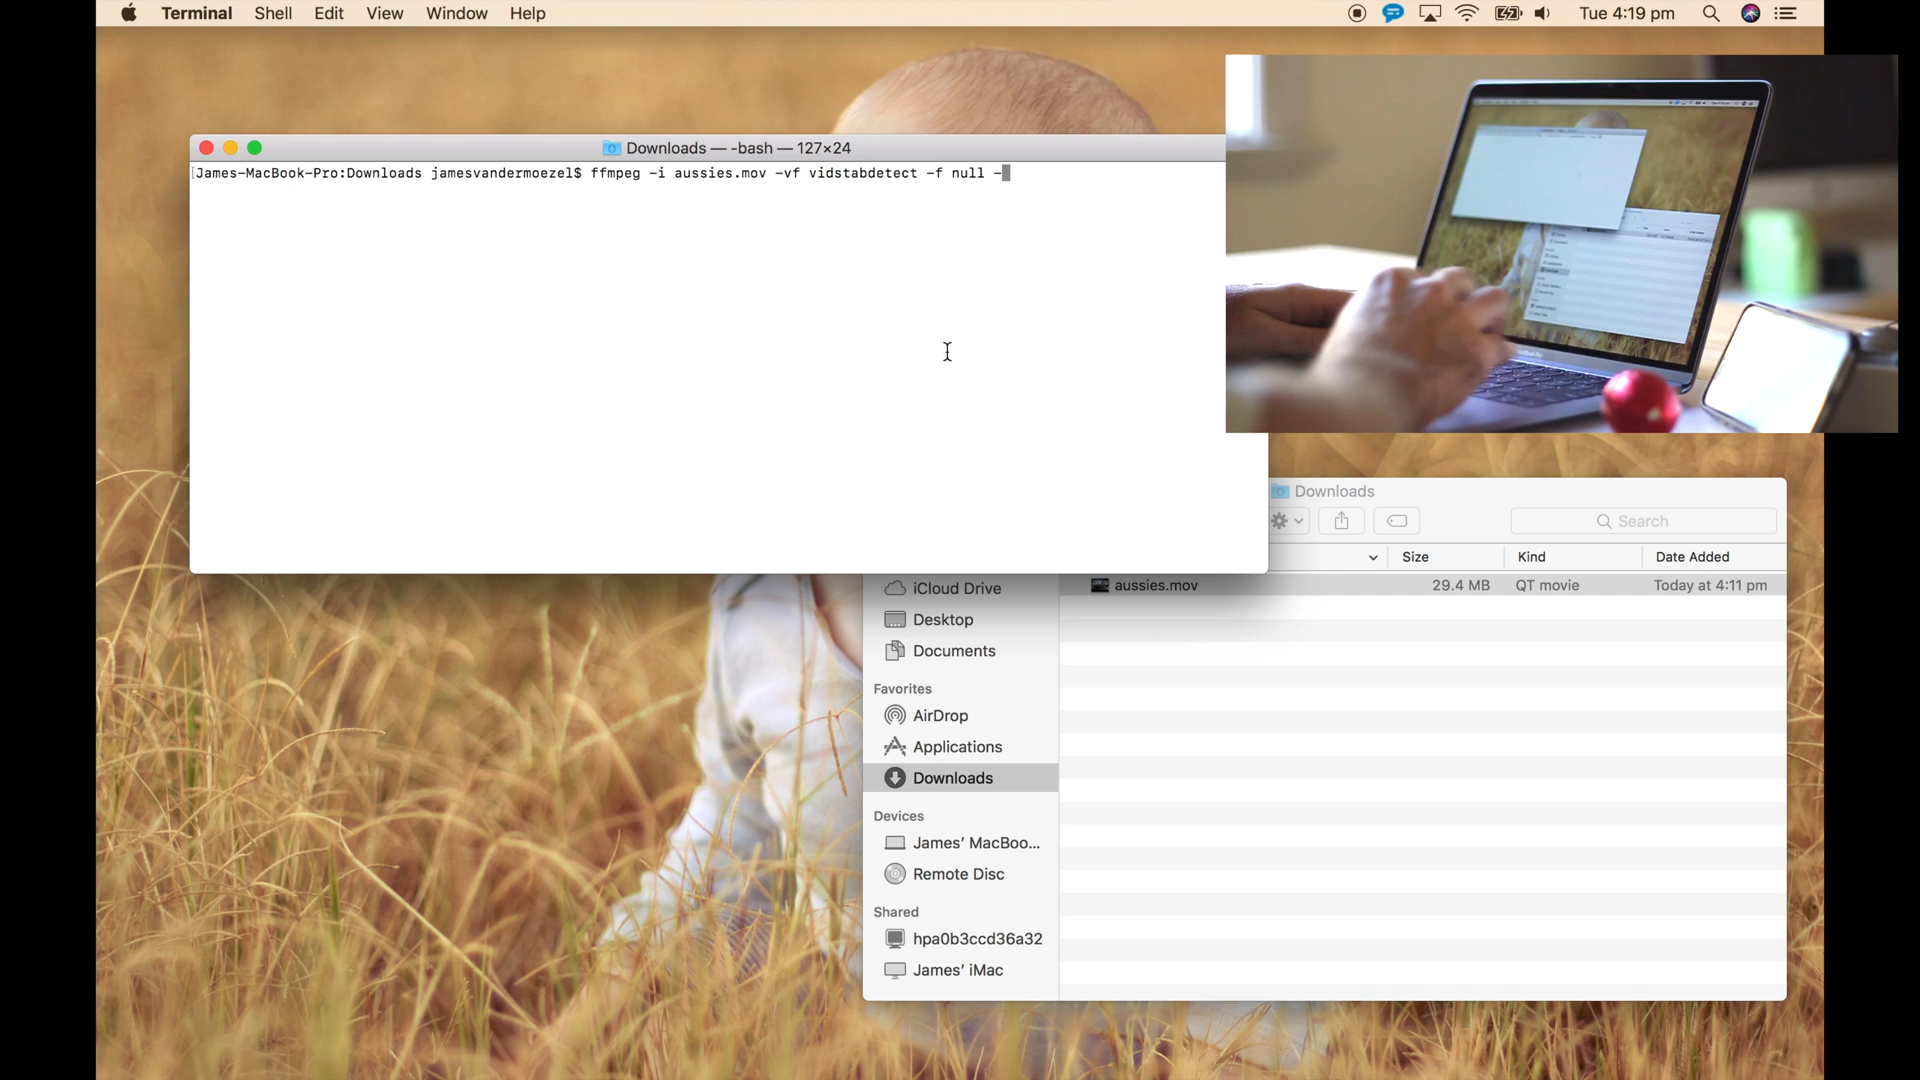 Terminal Shell Edit View Window Help Tue 4:19 pm
Downloads — -bash — 127×24
[James-MacBook-Pro:Downloads jamesvandermoezel$ ffmpeg -i aussies.mov -vf vidstabdetect -f null -
Downloads
Search
Size Kind Date Added
aussies.mov 29.4 MB QT movie Today at 4:11 pm
iCloud Drive
Desktop
Documents
Favorites
AirDrop
Applications
Downloads
Devices
James' MacBoo...
Remote Disc
Shared
hpa0b3ccd36a32
James' iMac